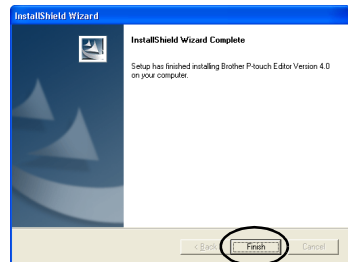 InstallShield Wizard
InstallShield Wizard Complete
Setup has finished installing Brother P-touch Editor Version 4.0
on your computer.
< Back
Finish
Cancel